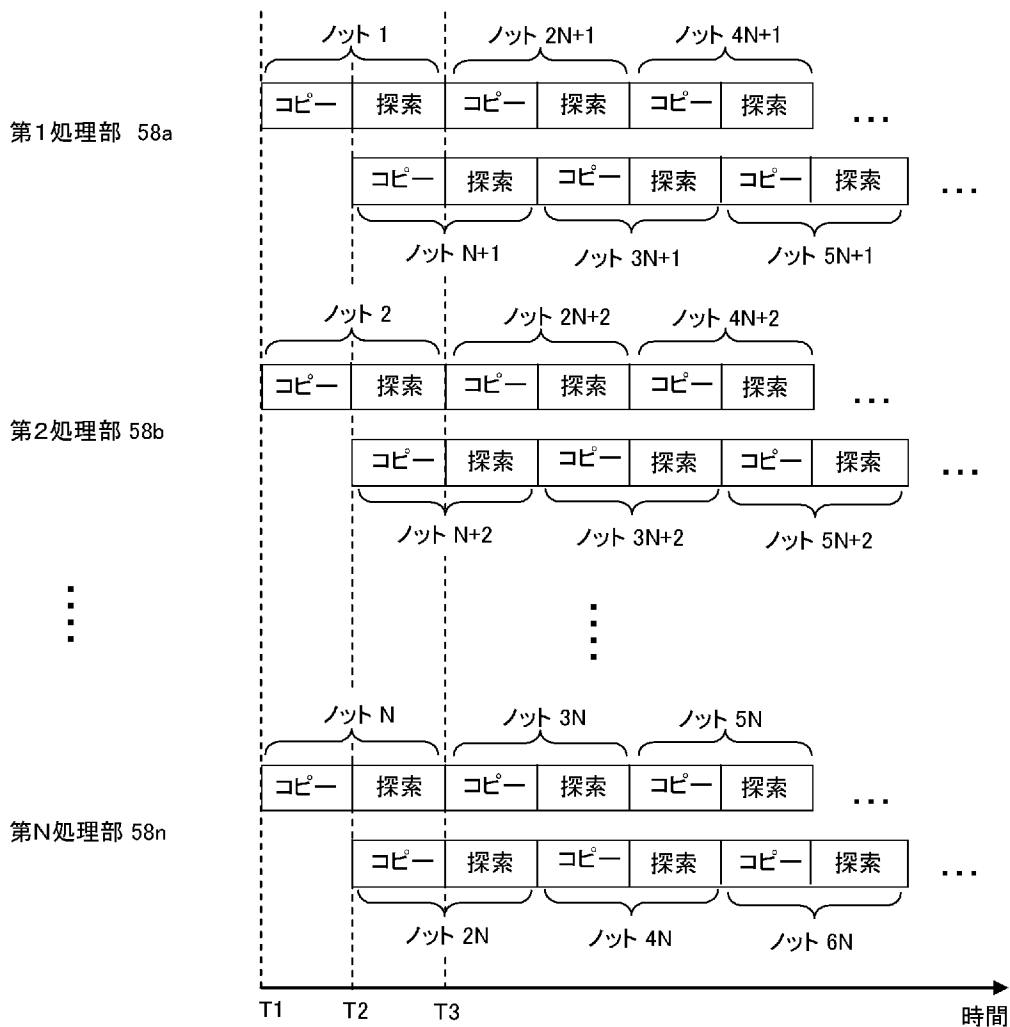 ノット 1
ノット 2N+1
ノット 4N+1
コピー 探索 コピー 探索 コピー 探索 ...
第1処理部 58a
コピー 探索 コピー 探索 コピー 探索 ...
ノット N+1
ノット 3N+1
ノット 5N+1
ノット 2
ノット 2N+2
ノット 4N+2
コピー 探索 コピー 探索 コピー 探索 ...
第2処理部 58b
コピー 探索 コピー 探索 コピー 探索 ...
ノット N+2
ノット 3N+2
ノット 5N+2
ノット N
ノット 3N
ノット 5N
コピー 探索 コピー 探索 コピー 探索 ...
第N処理部 58n
コピー 探索 コピー 探索 コピー 探索 ...
ノット 2N
ノット 4N
ノット 6N
T1 T2 T3
時間